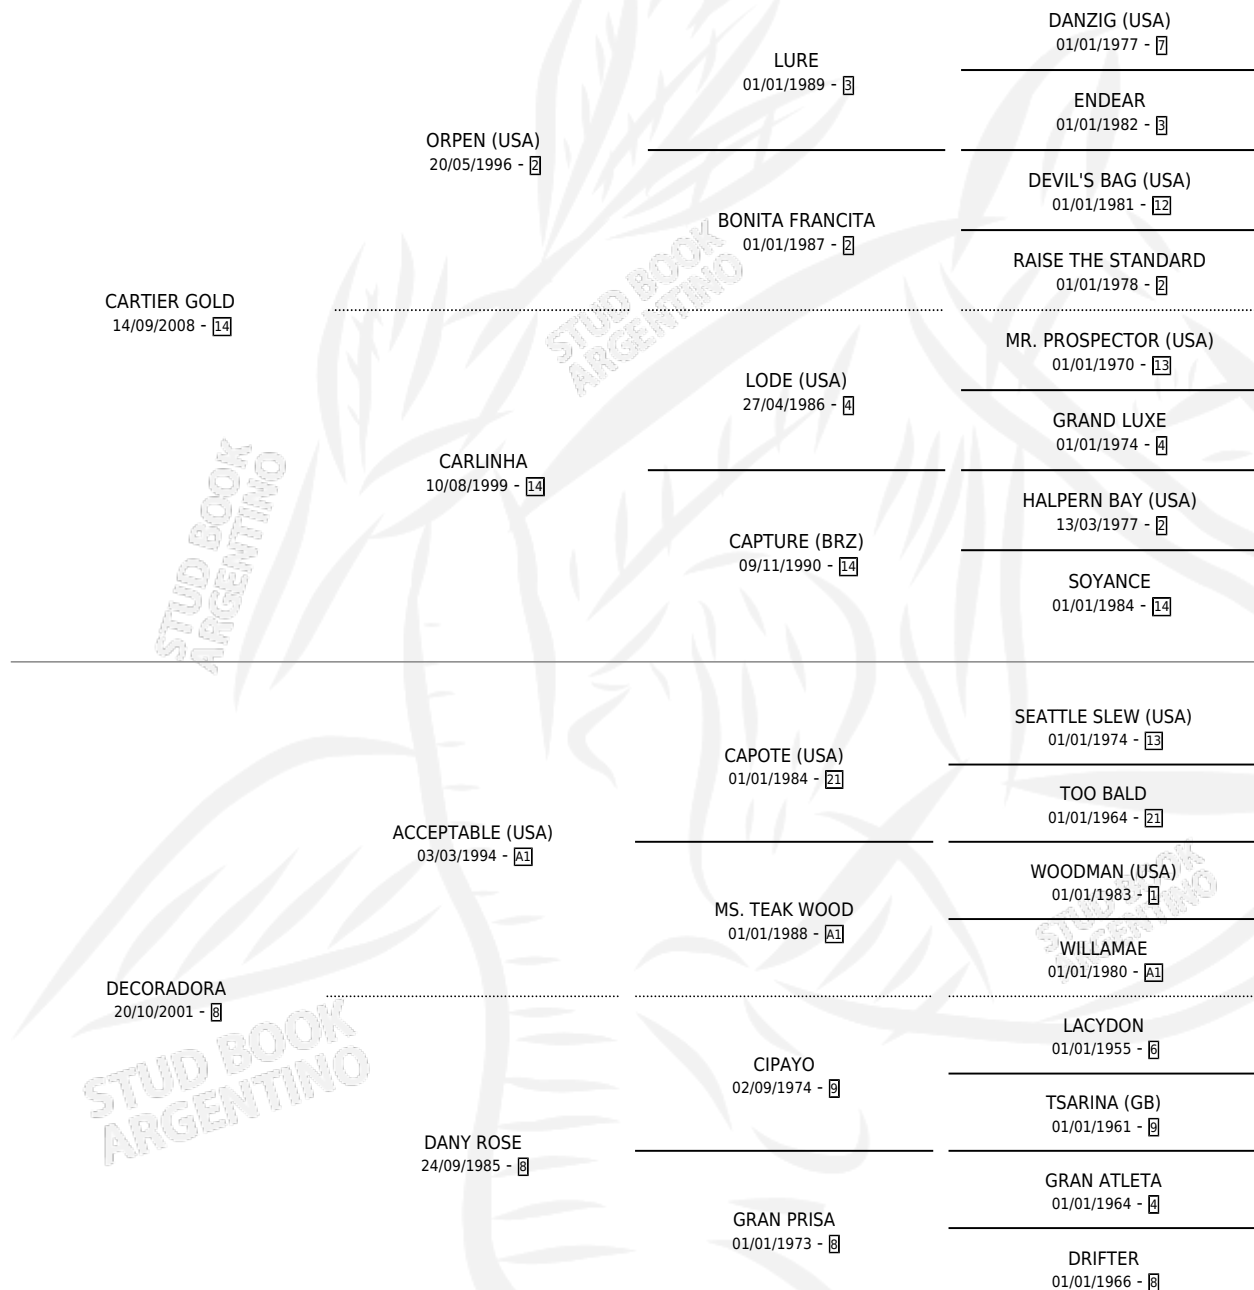 DANZIG (USA)
01/01/1977 - 7
LURE
01/01/1989 - 3
ENDEAR
01/01/1982 - 3
ORPEN (USA)
20/05/1996 - 2
DEVIL'S BAG (USA)
01/01/1981 - 12
BONITA FRANCITA
01/01/1987 - 2
RAISE THE STANDARD
01/01/1978 - 2
CARTIER GOLD
14/09/2008 - 14
MR. PROSPECTOR (USA)
01/01/1970 - 13
LODE (USA)
27/04/1986 - 4
GRAND LUXE
01/01/1974 - 4
CARLINHA
10/08/1999 - 14
HALPERN BAY (USA)
13/03/1977 - 2
CAPTURE (BRZ)
09/11/1990 - 14
SOYANCE
01/01/1984 - 14
SEATTLE SLEW (USA)
01/01/1974 - 13
CAPOTE (USA)
01/01/1984 - 21
TOO BALD
01/01/1964 - 21
ACCEPTABLE (USA)
03/03/1994 - A1
WOODMAN (USA)
01/01/1983 - 1
MS. TEAK WOOD
01/01/1988 - A1
WILLAMAE
01/01/1980 - A1
DECORADORA
20/10/2001 - 8
LACYDON
01/01/1955 - 6
CIPAYO
02/09/1974 - 9
TSARINA (GB)
01/01/1961 - 9
DANY ROSE
24/09/1985 - 8
GRAN ATLETA
01/01/1964 - 4
GRAN PRISA
01/01/1973 - 8
DRIFTER
01/01/1966 - 8
STUD BOOK
ARGENTINO
STUD BOOK
ARGENTINO
STUD BOOK
ARGENTINO
STUD BOOK
ARGENTINO